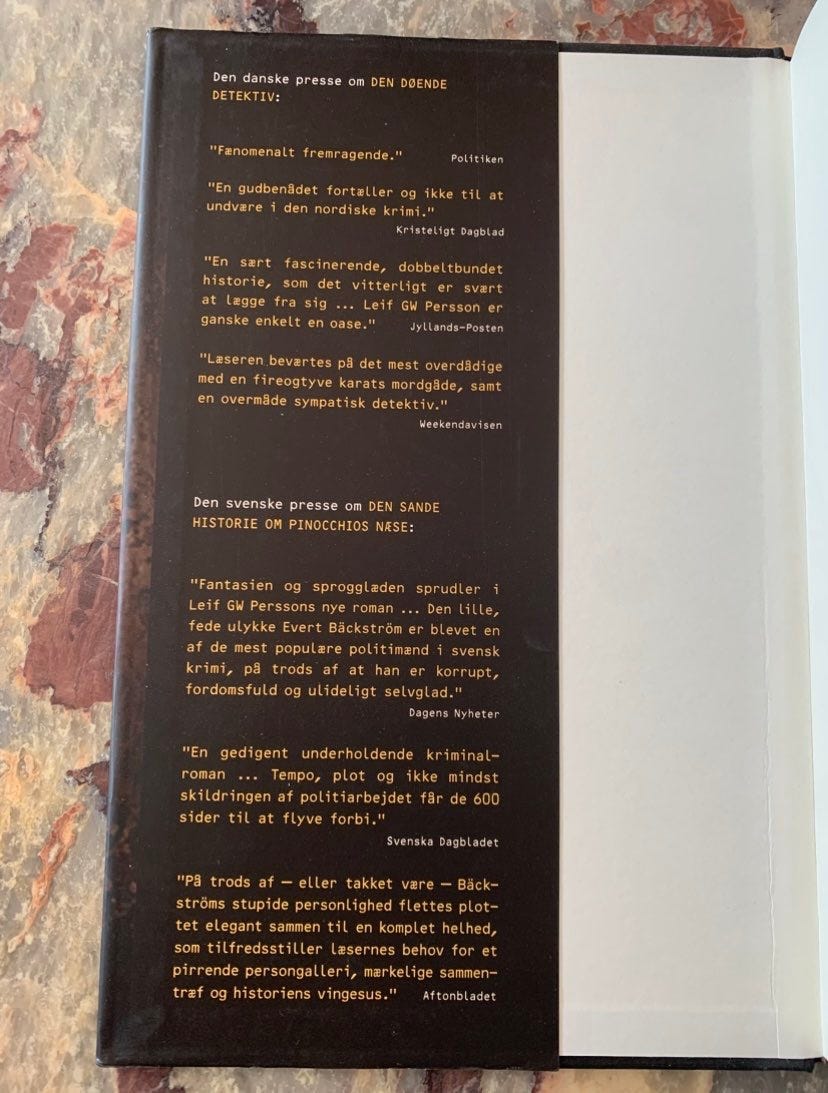 Den danske presse om DEN DØENDE
DETEKTIV:
"Fænomenalt fremragende." Politiken
"En gudbenådet fortæller og ikke til at
undvære i den nordiske krimi."
Kristeligt Dagblad
"En sært fascinerende, dobbeltbundet
historie, som det vitterligt er svært
at lægge fra sig ... Leif GW Persson er
ganske enkelt en oase." Jyllands-Posten
"Læseren beværtes på det mest overdådige
med en fireogtyve karats mordgåde, samt
en overmåde sympatisk detektiv."
Weekendavisen
Den svenske presse om DEN SANDE
HISTORIE OM PINOCCHIOS NÆSE:
"Fantasien og sprogglæden sprudler i
Leif GW Perssons nye roman ... Den lille,
fede ulykke Evert Bäckström er blevet en
af de mest populære politimænd i svensk
krimi, på trods af at han er korrupt,
fordomsfuld og ulideligt selvglad."
Dagens Nyheter
"En gedigent underholdende kriminal-
roman ... Tempo, plot og ikke mindst
skildringen af politiarbejdet får de 600
sider til at flyve forbi."
Svenska Dagbladet
"På trods af – eller takket være – Bäck-
ströms stupide personlighed flettes plot-
tet elegant sammen til en komplet helhed,
som tilfredsstiller læsernes behov for et
pirrende persongalleri, mærkelige sammen-
træf og historiens vingesus." Aftonbladet